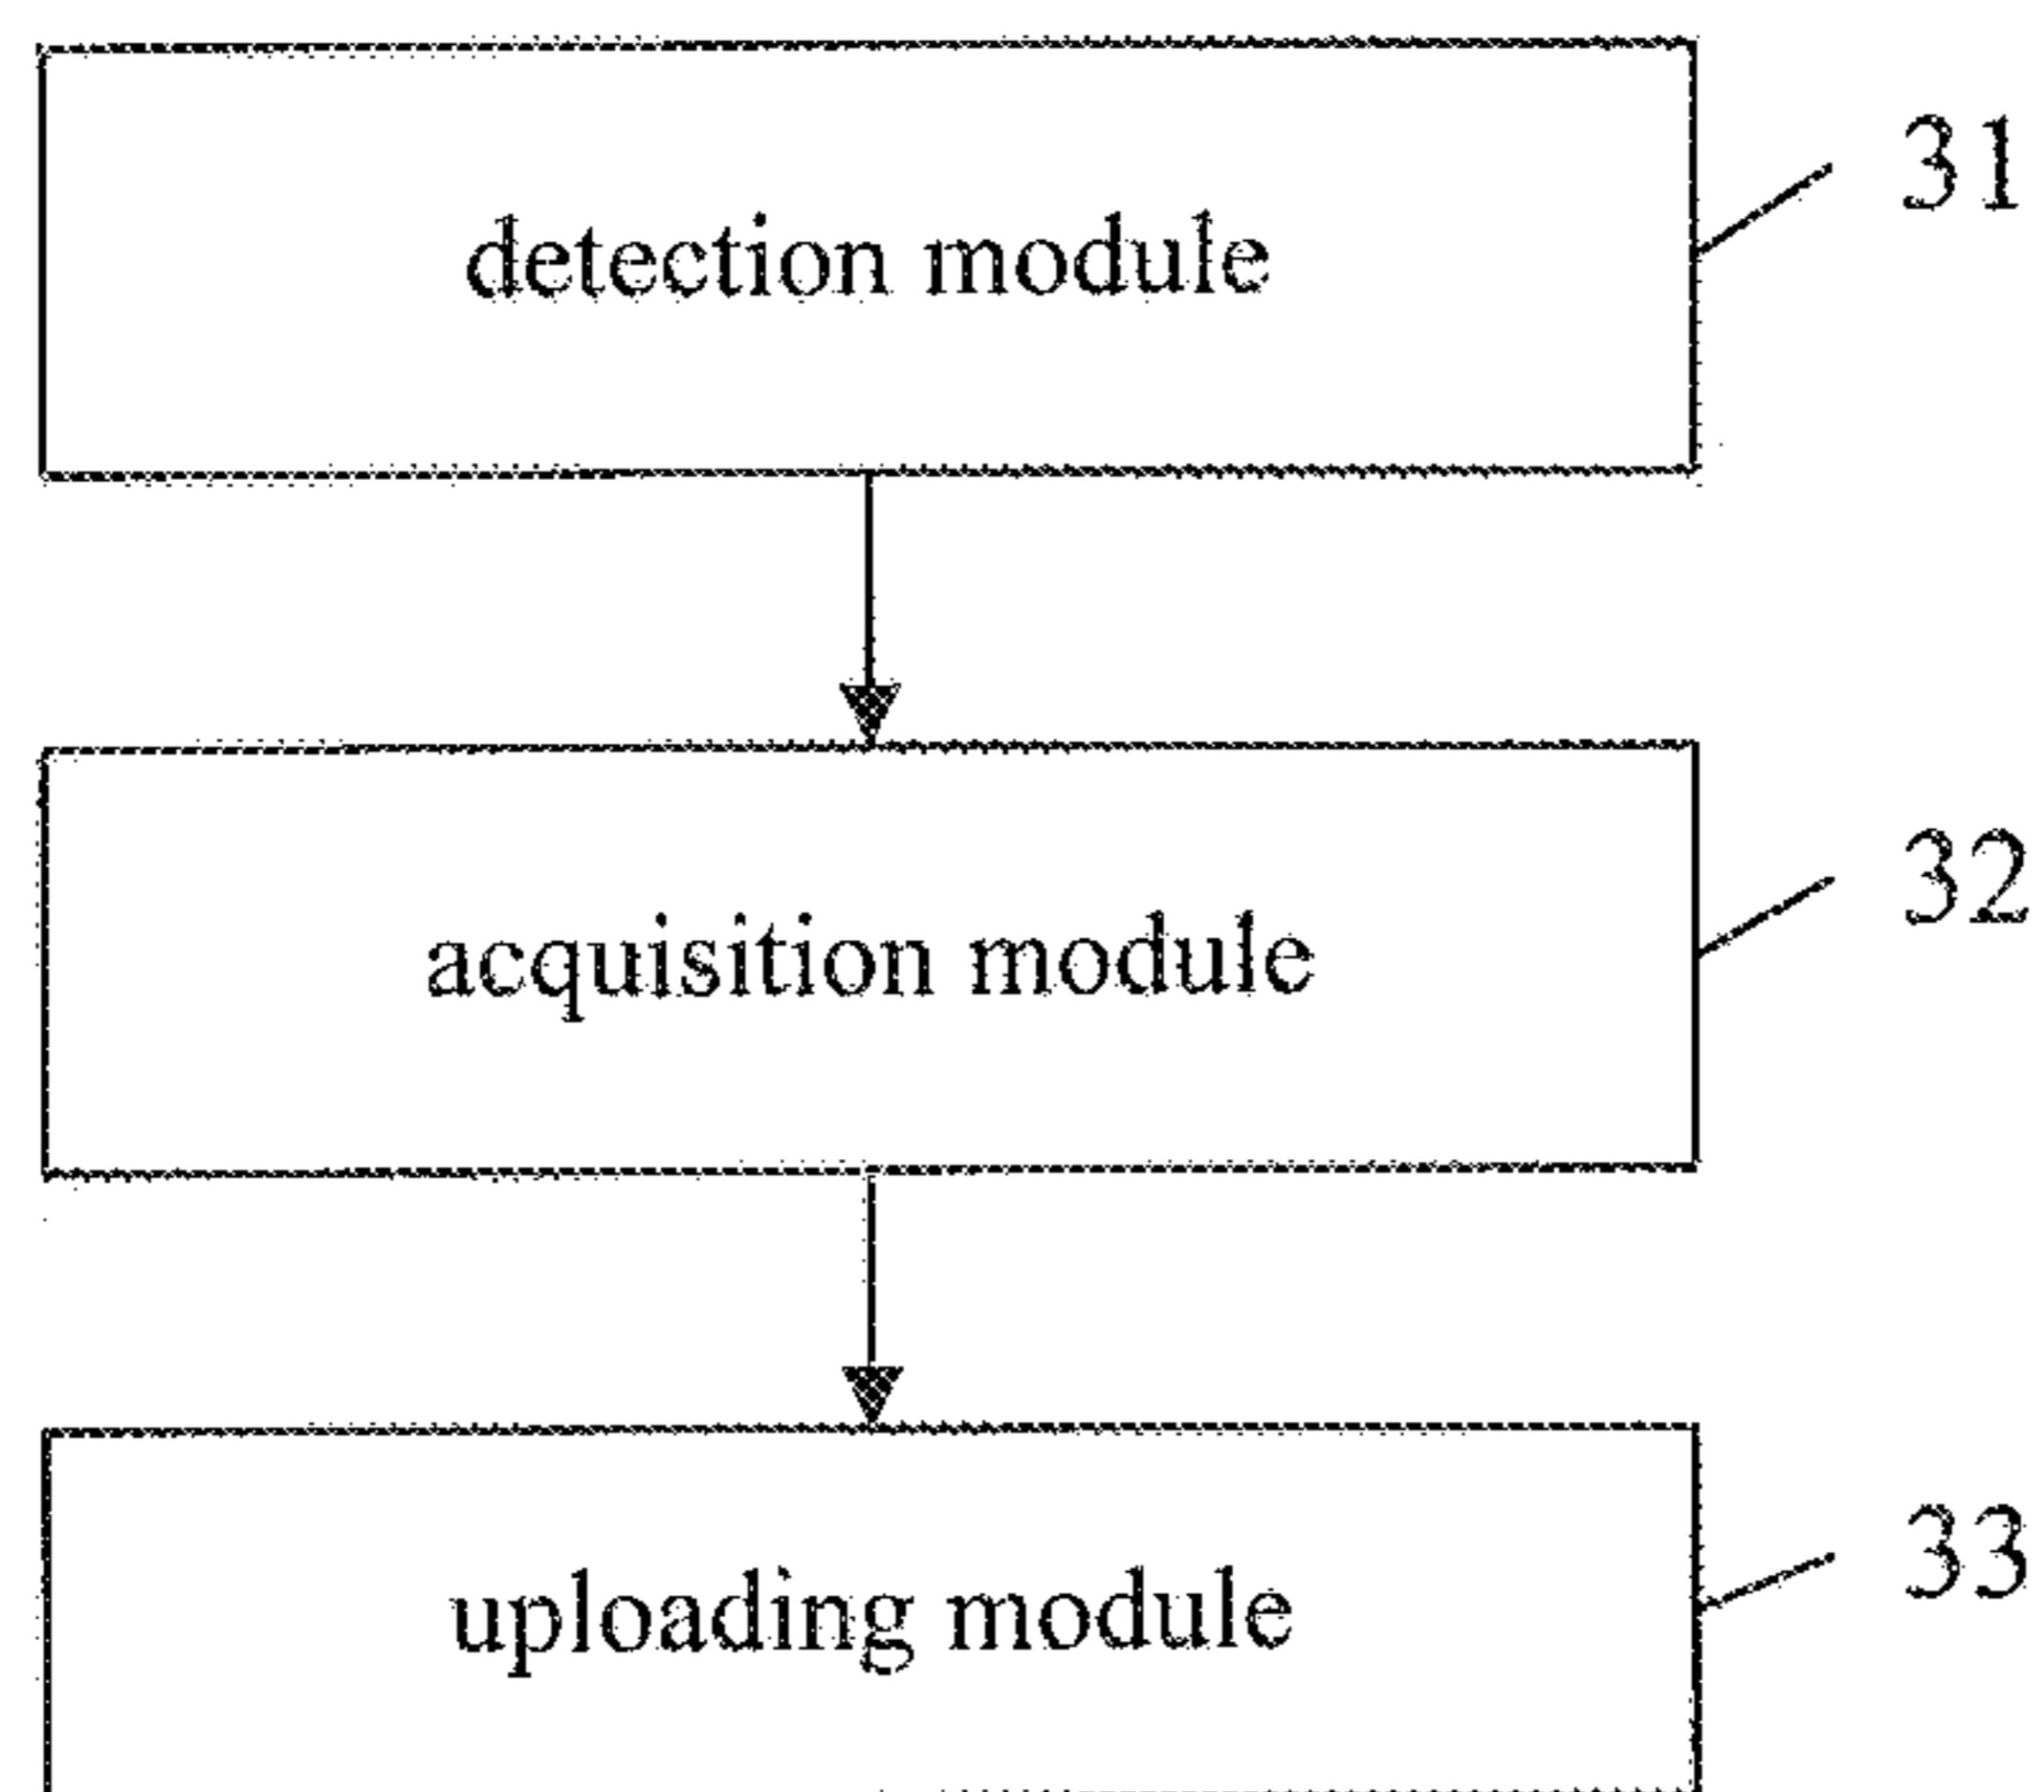 31
detection module
32
acquisition module
33
uploading module